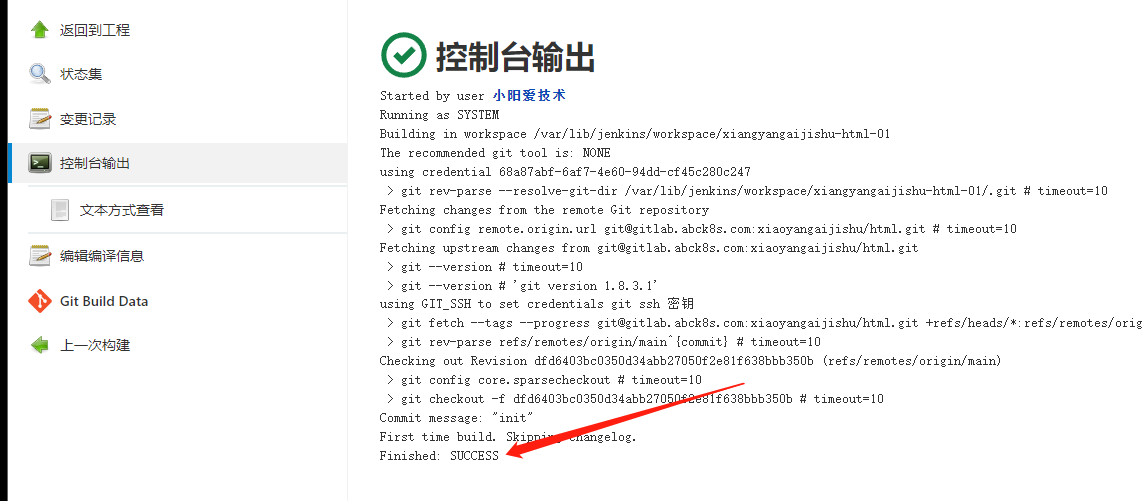 返回到工程
状态集
变更记录
控制台输出
文本方式查看
编辑编译信息
Git Build Data
上一次构建
控制台输出
Started by user 小阳爱技术
Running as SYSTEM
Building in workspace /var/lib/jenkins/workspace/xiangyangaijishu-html-01
The recommended git tool is: NONE
using credential 68a87abf-6af7-4e60-94dd-cf45c280c247
> git rev-parse --resolve-git-dir /var/lib/jenkins/workspace/xiangyangaijishu-html-01/.git # timeout=10
Fetching changes from the remote Git repository
> git config remote.origin.url git@gitlab.abck8s.com:xiaoyangaijishu/html.git # timeout=10
Fetching upstream changes from git@gitlab.abck8s.com:xiaoyangaijishu/html.git
> git --version # timeout=10
> git --version # 'git version 1.8.3.1'
using GIT_SSH to set credentials git ssh 密钥
> git fetch --tags --progress git@gitlab.abck8s.com:xiaoyangaijishu/html.git +refs/heads/*:refs/remotes/orig
> git rev-parse refs/remotes/origin/main^{commit} # timeout=10
Checking out Revision dfd6403bc0350d34abb27050f2e81f638bbb350b (refs/remotes/origin/main)
> git config core.sparsecheckout # timeout=10
> git checkout -f dfd6403bc0350d34abb27050f2e81f638bbb350b # timeout=10
Commit message: "init"
First time build. Skipping changelog.
Finished: SUCCESS